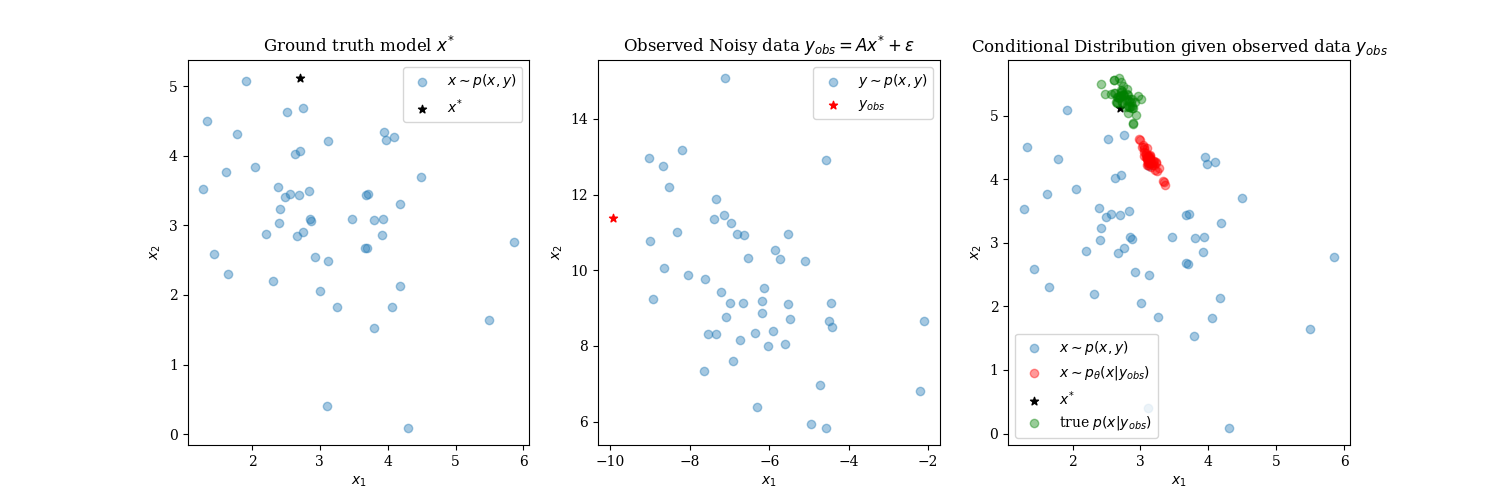 Ground truth model x*
x ~ p(x, y)
x*
5
4
3
2
1
0
x₂
2
3
4
5
6
x₁
Observed Noisy data y_obs = Ax* + ε
y ~ p(x, y)
y_obs
14
12
10
8
6
x₂
−10
−8
−6
−4
−2
x₁
Conditional Distribution given observed data y_obs
5
4
3
2
1
0
x₂
x ~ p(x, y)
x ~ p_θ(x|y_obs)
x*
true p(x|y_obs)
2
3
4
5
6
x₁